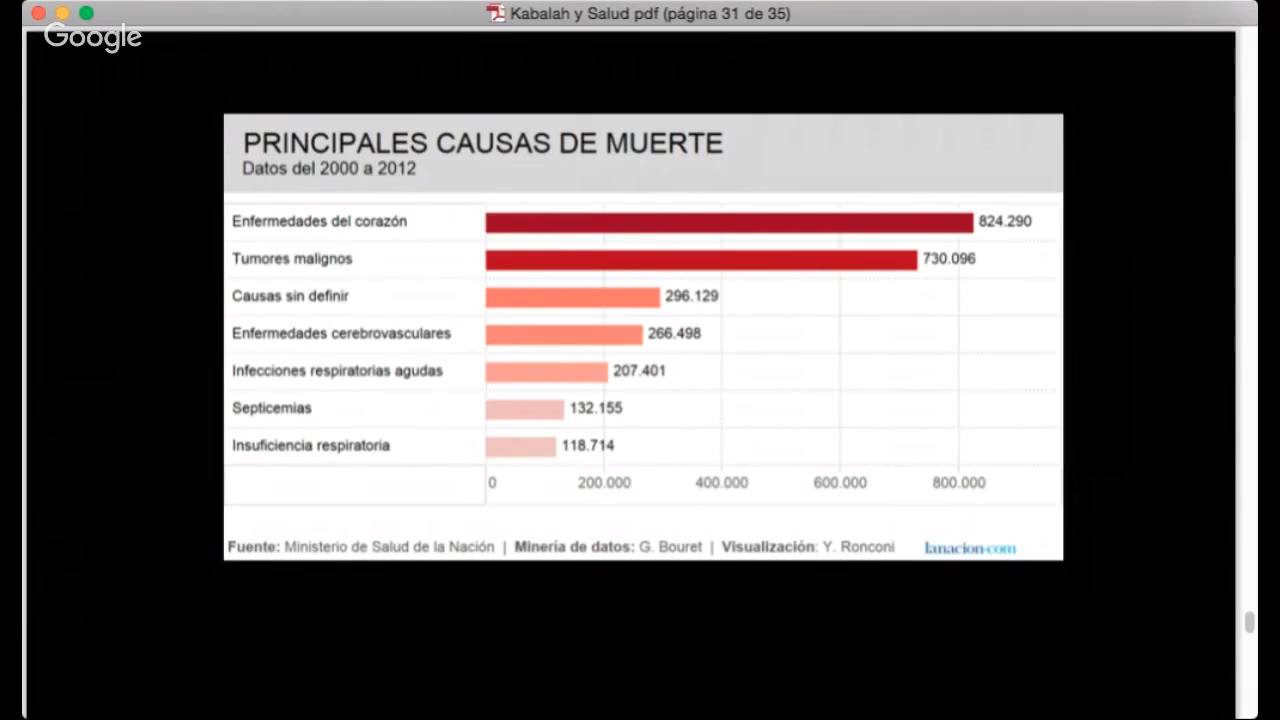 Kabalah y Salud pdf (página 31 de 35)
Google
PRINCIPALES CAUSAS DE MUERTE
Datos del 2000 a 2012
Enfermedades del corazón 824.290
Tumores malignos 730.096
Causas sin definir 296.129
Enfermedades cerebrovasculares 266.498
Infecciones respiratorias agudas 207.401
Septicemias 132.155
Insuficiencia respiratoria 118.714
0 200.000 400.000 600.000 800.000
Fuente: Ministerio de Salud de la Nación | Minería de datos: G. Bouret | Visualización: Y. Ronconi lanacion.com